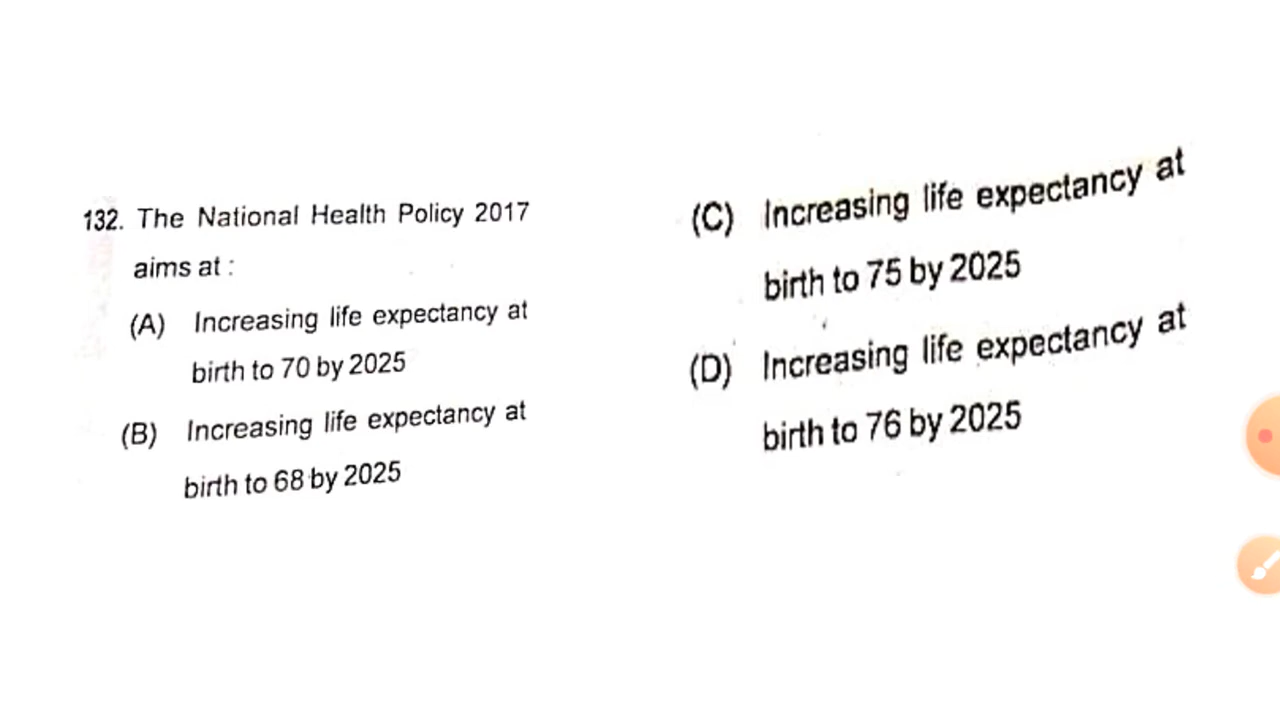 132. The National Health Policy 2017
aims at :
(A) Increasing life expectancy at
birth to 70 by 2025
(B) Increasing life expectancy at
birth to 68 by 2025
(C) Increasing life expectancy at
birth to 75 by 2025
(D) Increasing life expectancy at
birth to 76 by 2025